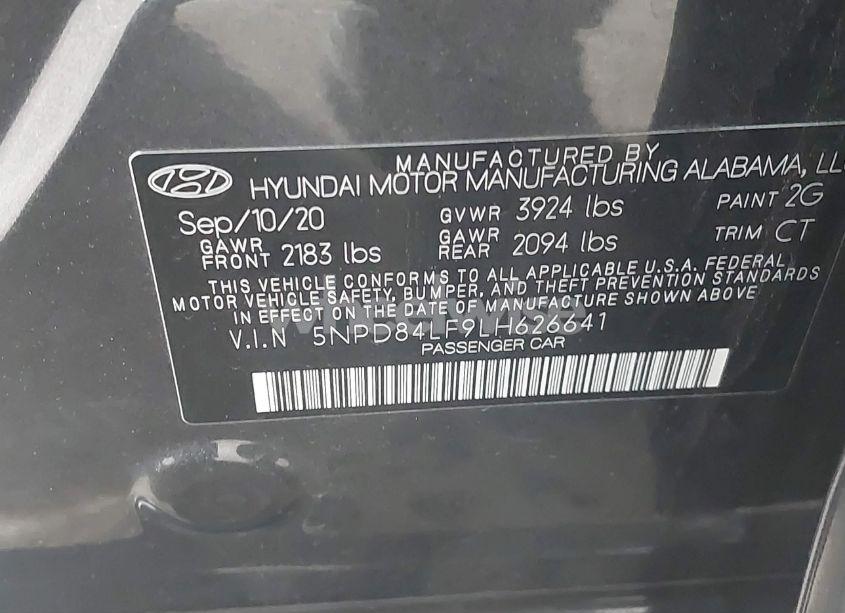 MANUFACTURED BY
HYUNDAI MOTOR MANUFACTURING ALABAMA, LLC
Sep/10/20 GVWR 3924 lbs PAINT 2G
GAWR FRONT 2183 lbs GAWR REAR 2094 lbs TRIM CT
THIS VEHICLE CONFORMS TO ALL APPLICABLE U.S.A. FEDERAL
MOTOR VEHICLE SAFETY, BUMPER, AND THEFT PREVENTION STANDARDS
IN EFFECT ON THE DATE OF MANUFACTURE SHOWN ABOVE
V.I.N 5NPD84LF9LH626641
PASSENGER CAR